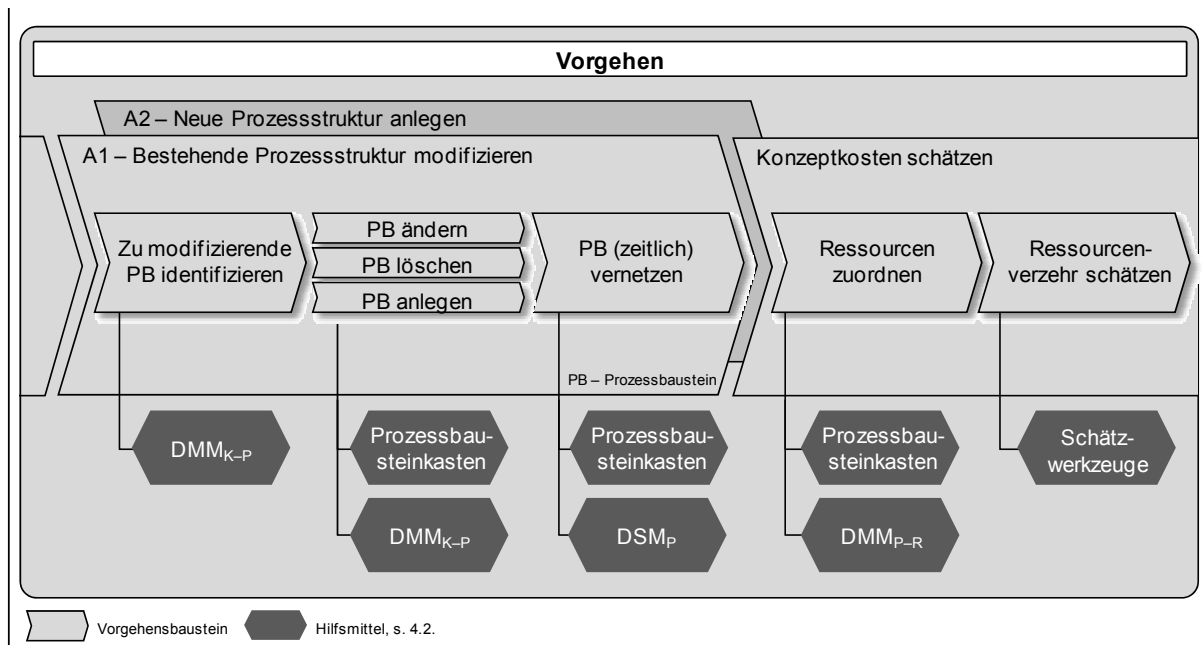 Vorgehen
A2 – Neue Prozessstruktur anlegen
A1 – Bestehende Prozessstruktur modifizieren
Konzeptkosten schätzen
Zu modifizierende
PB identifizieren
PB ändern
PB löschen
PB anlegen
PB (zeitlich)
vernetzen
Ressourcen
zuordnen
Ressourcen-
verzehr schätzen
PB – Prozessbaustein
DMMK–P
Prozessbau-
steinkasten
DMMK–P
Prozessbau-
steinkasten
DSMP
Prozessbau-
steinkasten
DMMP–R
Schätz-
werkzeuge
Vorgehensbaustein
Hilfsmittel, s. 4.2.